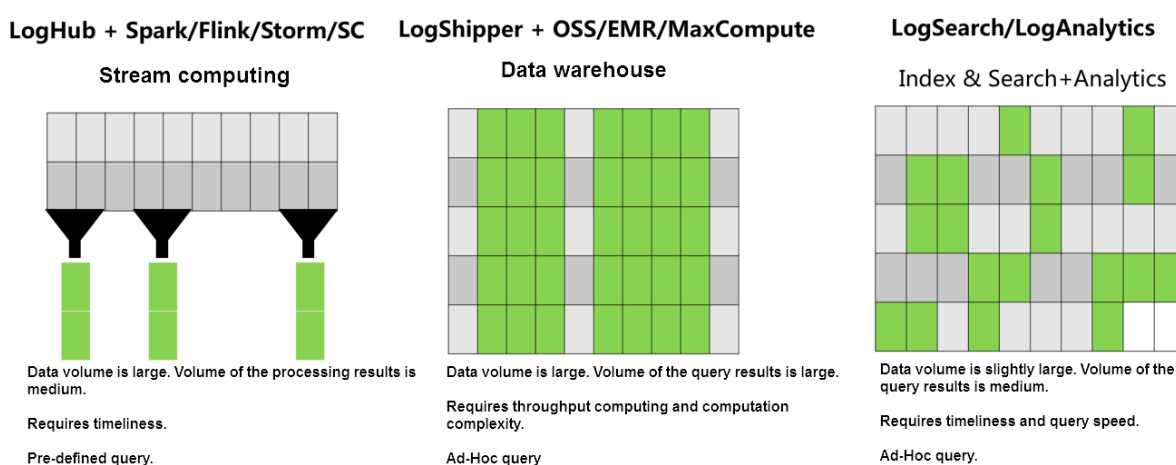 LogHub + Spark/Flink/Storm/SC
Stream computing
Data volume is large. Volume of the processing results is
medium.
Requires timeliness.
Pre-defined query.
LogShipper + OSS/EMR/MaxCompute
Data warehouse
Data volume is large. Volume of the query results is large.
Requires throughput computing and computation
complexity.
Ad-Hoc query
LogSearch/LogAnalytics
Index & Search+Analytics
Data volume is slightly large. Volume of the
query results is medium.
Requires timeliness and query speed.
Ad-Hoc query.